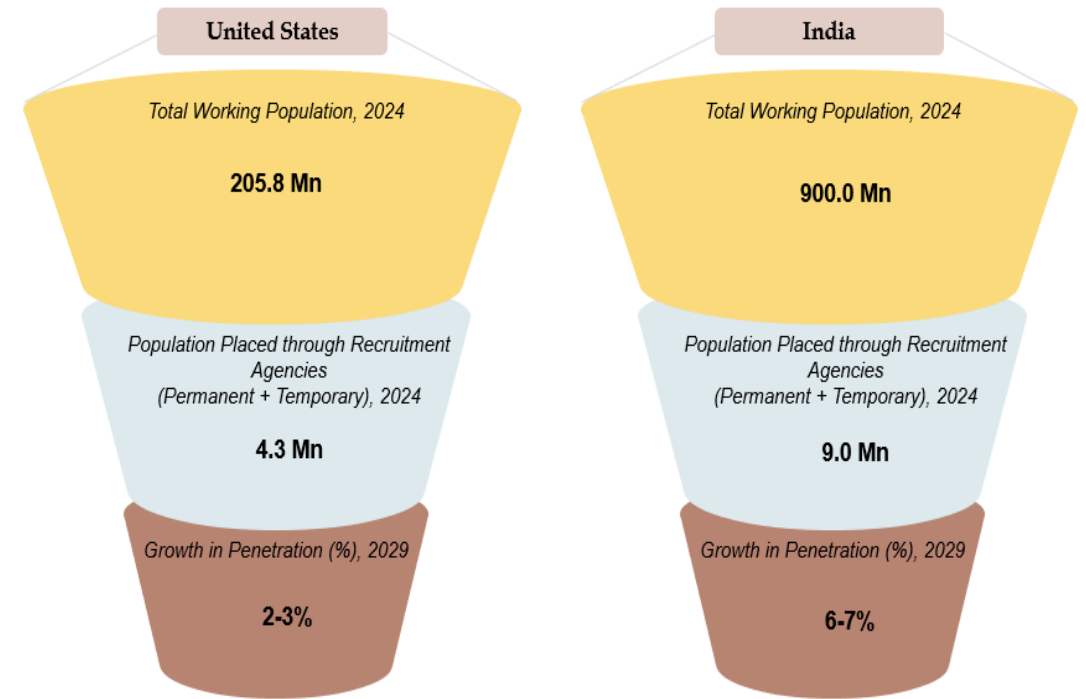 United States
Total Working Population, 2024
205.8 Mn
Population Placed through Recruitment
Agencies
(Permanent + Temporary), 2024
4.3 Mn
Growth in Penetration (%), 2029
2-3%
India
Total Working Population, 2024
900.0 Mn
Population Placed through Recruitment
Agencies
(Permanent + Temporary), 2024
9.0 Mn
Growth in Penetration (%), 2029
6-7%